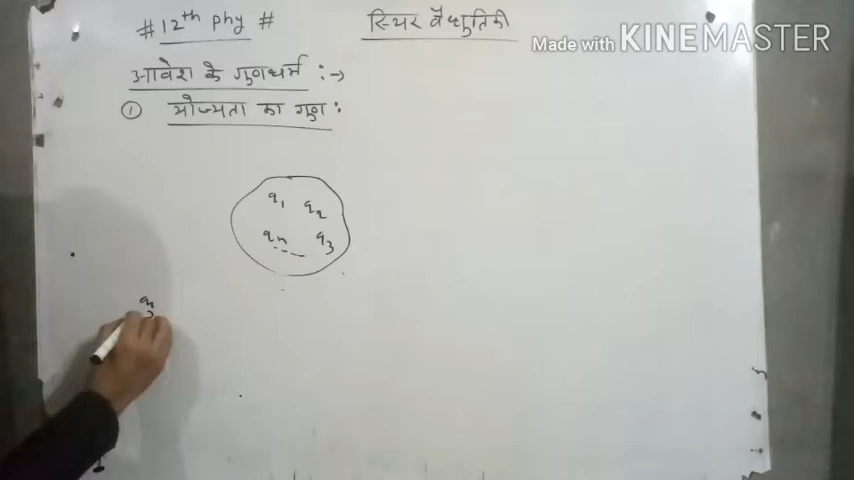 # 12th phy #
स्थिर वैद्युतिकी
Made with KINEMASTER
आवेश के गुणधर्म :→
① योज्यता का गुण :
q1 q2
qn q3